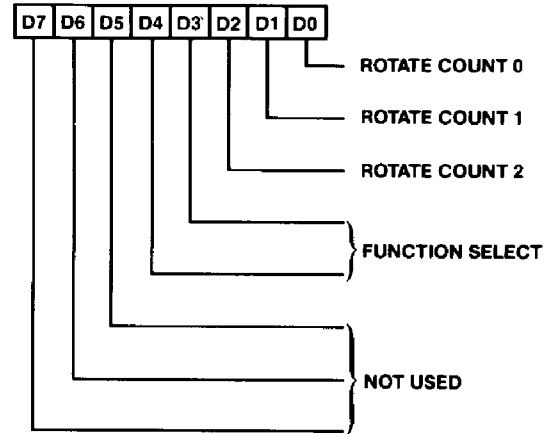 D7 D6 D5 D4 D3 D2 D1 D0
ROTATE COUNT 0
ROTATE COUNT 1
ROTATE COUNT 2
FUNCTION SELECT
NOT USED